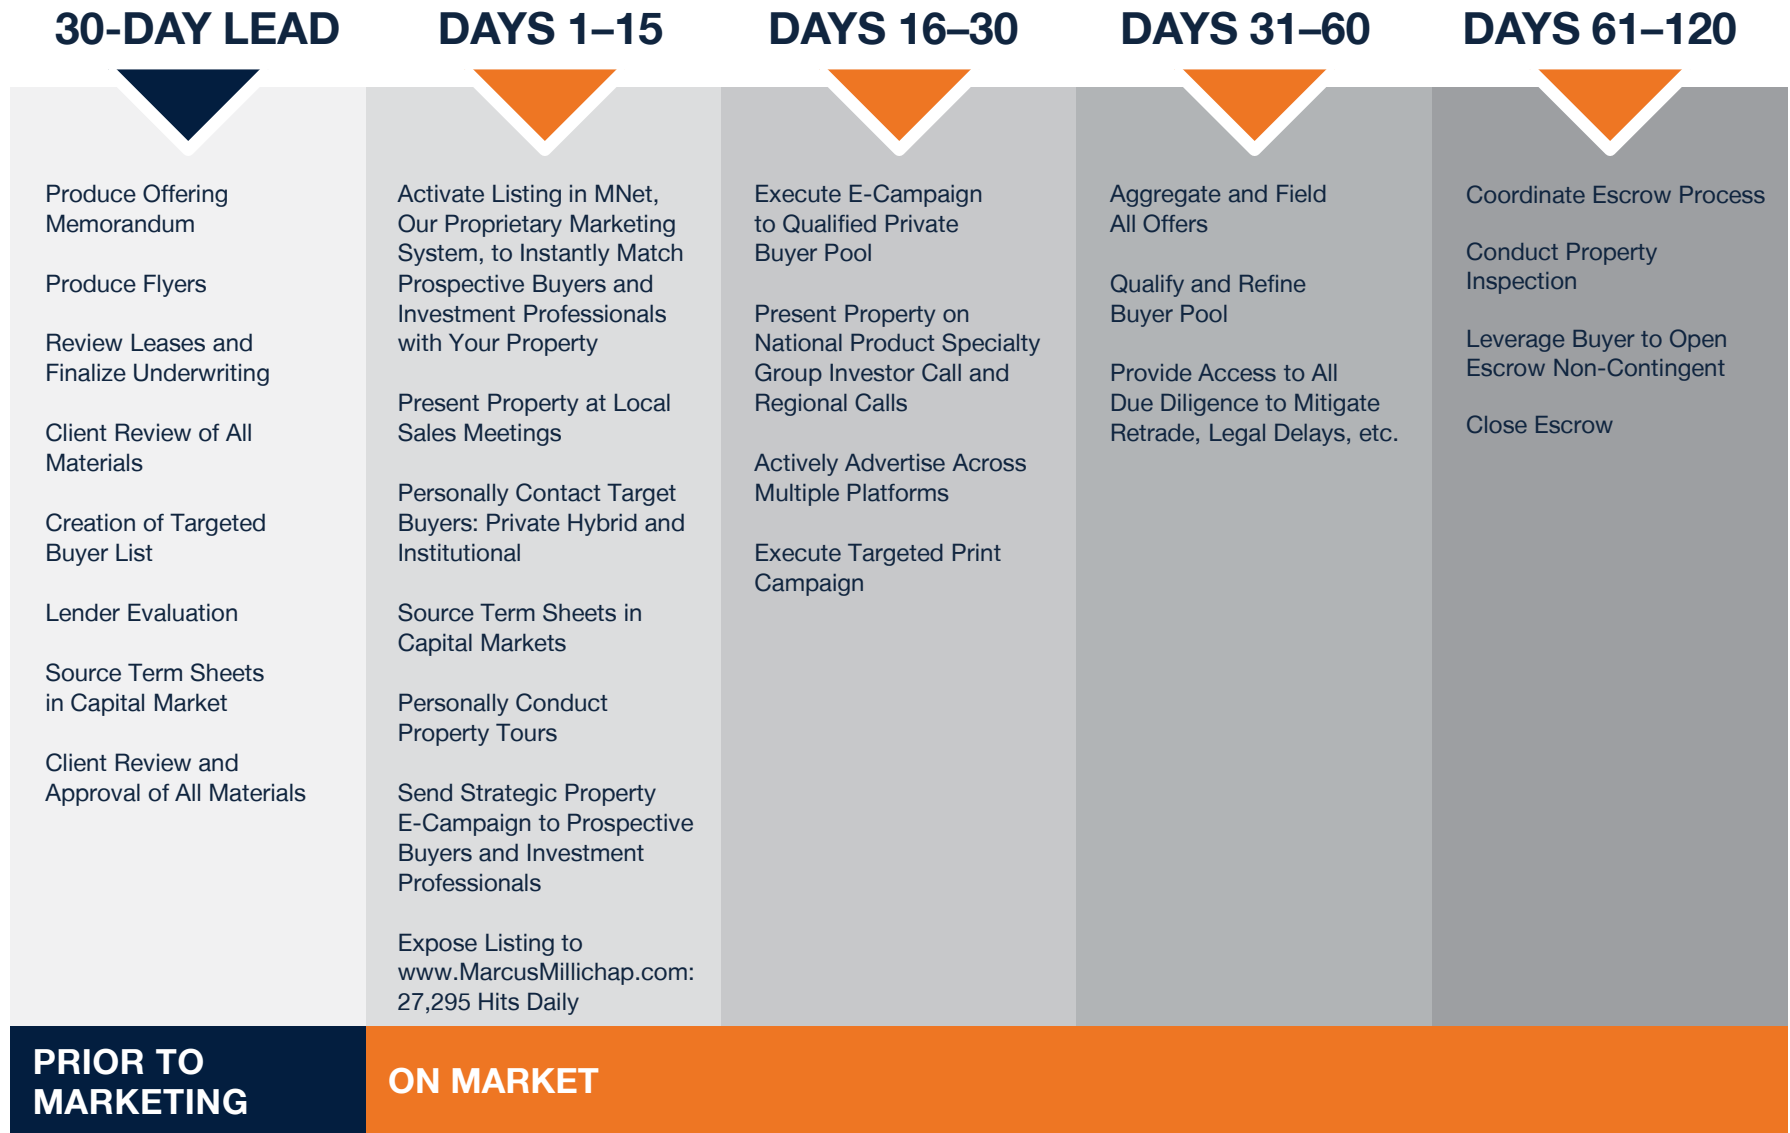 30-DAY LEAD
Produce Offering
Memorandum
Produce Flyers
Review Leases and
Finalize Underwriting
Client Review of All
Materials
Creation of Targeted
Buyer List
Lender Evaluation
Source Term Sheets
in Capital Market
Client Review and
Approval of All Materials
PRIOR TO
MARKETING
DAYS 1–15
Activate Listing in MNet,
Our Proprietary Marketing
System, to Instantly Match
Prospective Buyers and
Investment Professionals
with Your Property
Present Property at Local
Sales Meetings
Personally Contact Target
Buyers: Private Hybrid and
Institutional
Source Term Sheets in
Capital Markets
Personally Conduct
Property Tours
Send Strategic Property
E-Campaign to Prospective
Buyers and Investment
Professionals
Expose Listing to
www.MarcusMillichap.com:
27,295 Hits Daily
DAYS 16–30
Execute E-Campaign
to Qualified Private
Buyer Pool
Present Property on
National Product Specialty
Group Investor Call and
Regional Calls
Actively Advertise Across
Multiple Platforms
Execute Targeted Print
Campaign
DAYS 31–60
Aggregate and Field
All Offers
Qualify and Refine
Buyer Pool
Provide Access to All
Due Diligence to Mitigate
Retrade, Legal Delays, etc.
DAYS 61–120
Coordinate Escrow Process
Conduct Property
Inspection
Leverage Buyer to Open
Escrow Non-Contingent
Close Escrow
ON MARKET